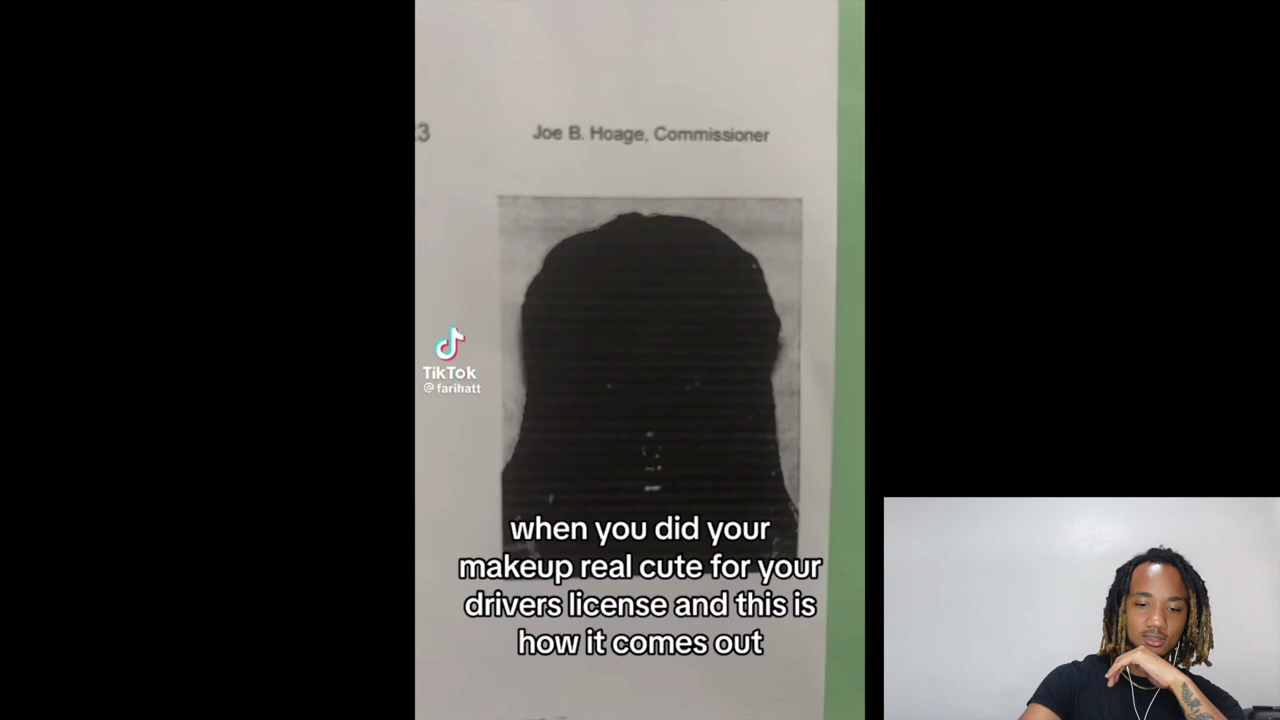 :3
Joe B. Hoage, Commissioner
TikTok
@farihatt
when you did your
makeup real cute for your
drivers license and this is
how it comes out